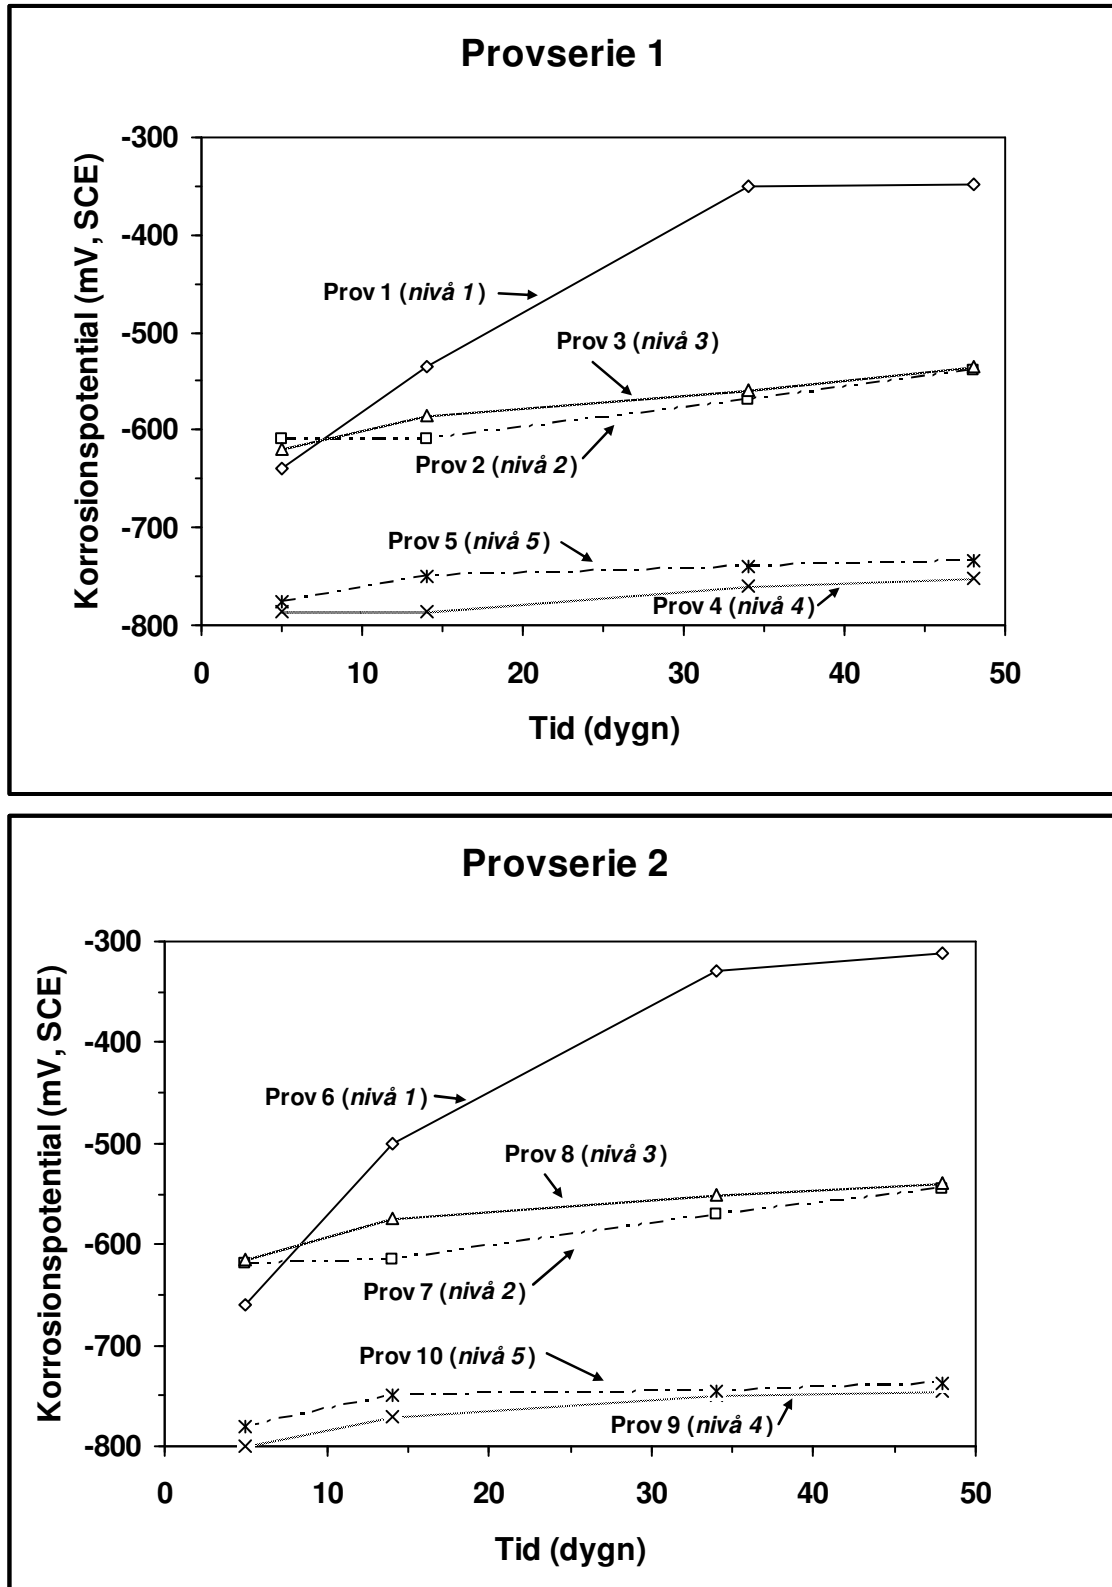 Provserie 1
-300
-400
-500
-600
-700
-800
Korrosionspotential (mV, SCE)
Prov 1 (nivå 1)
Prov 3 (nivå 3)
Prov 2 (nivå 2)
Prov 5 (nivå 5)
Prov 4 (nivå 4)
0 10 20 30 40 50
Tid (dygn)
Provserie 2
-300
-400
-500
-600
-700
-800
Korrosionspotential (mV, SCE)
Prov 6 (nivå 1)
Prov 8 (nivå 3)
Prov 7 (nivå 2)
Prov 10 (nivå 5)
Prov 9 (nivå 4)
0 10 20 30 40 50
Tid (dygn)